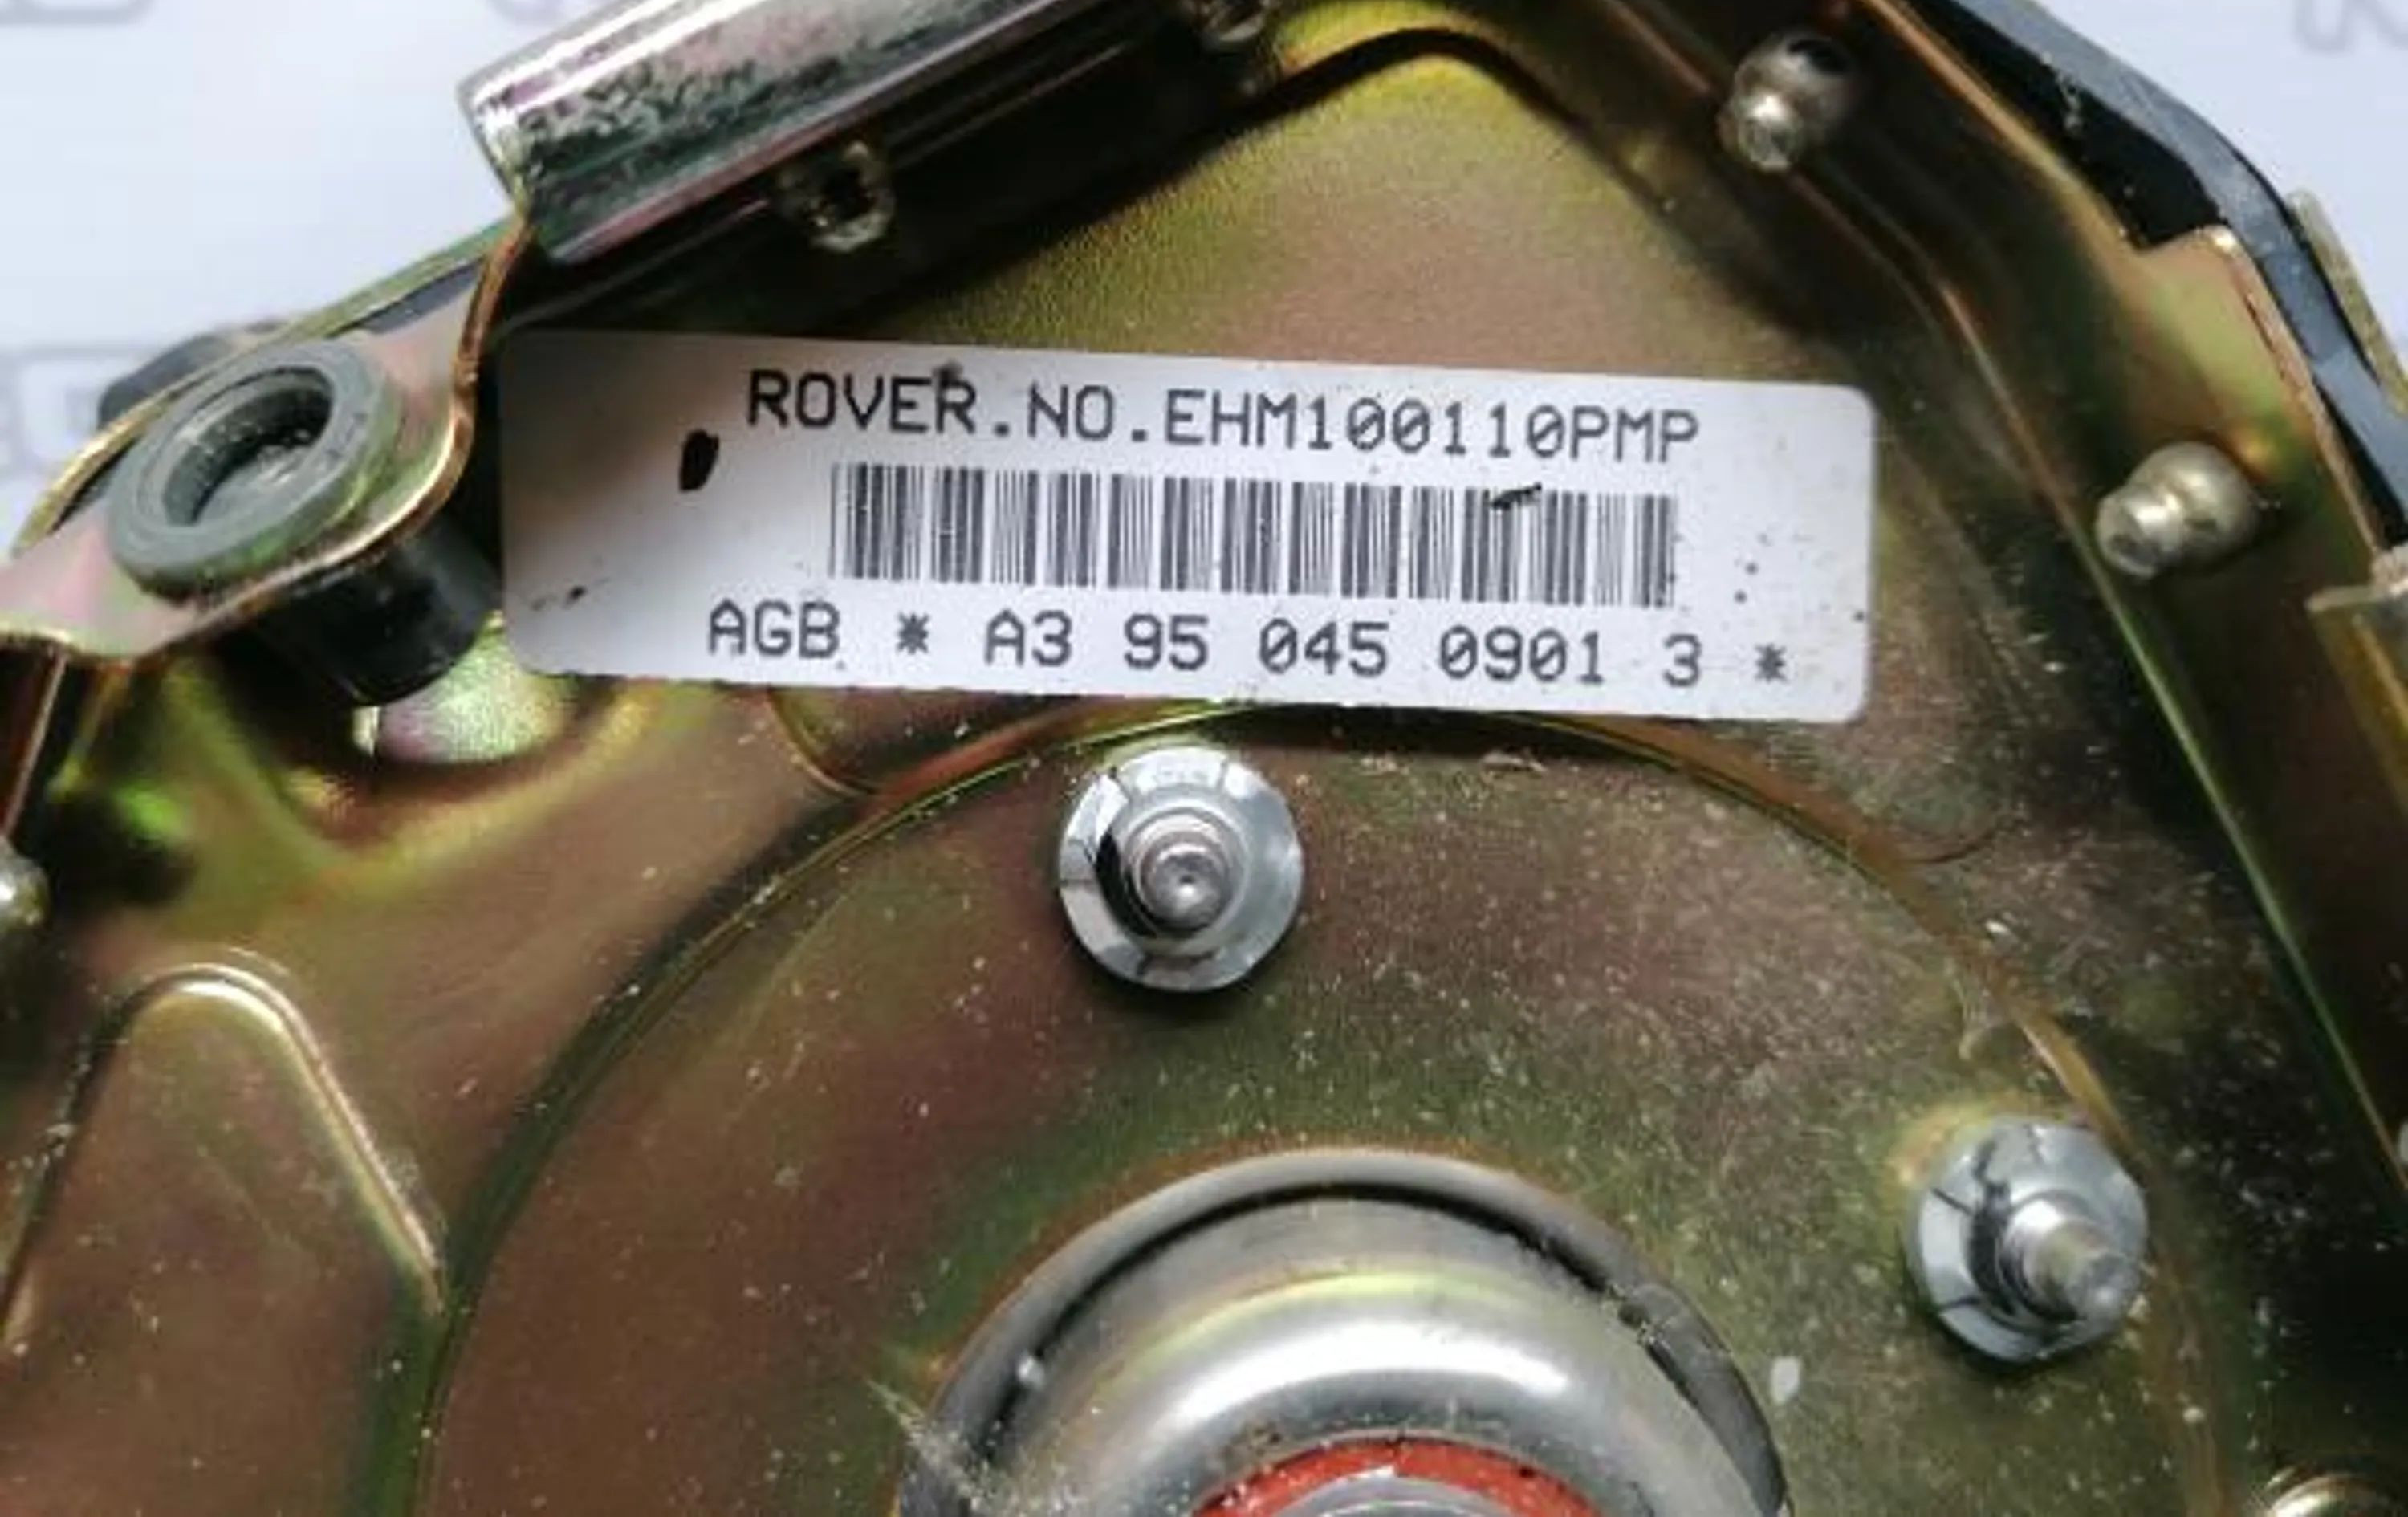 ROVER.NO.EHM100110PMP
AGB * A3 95 045 0901 3 *